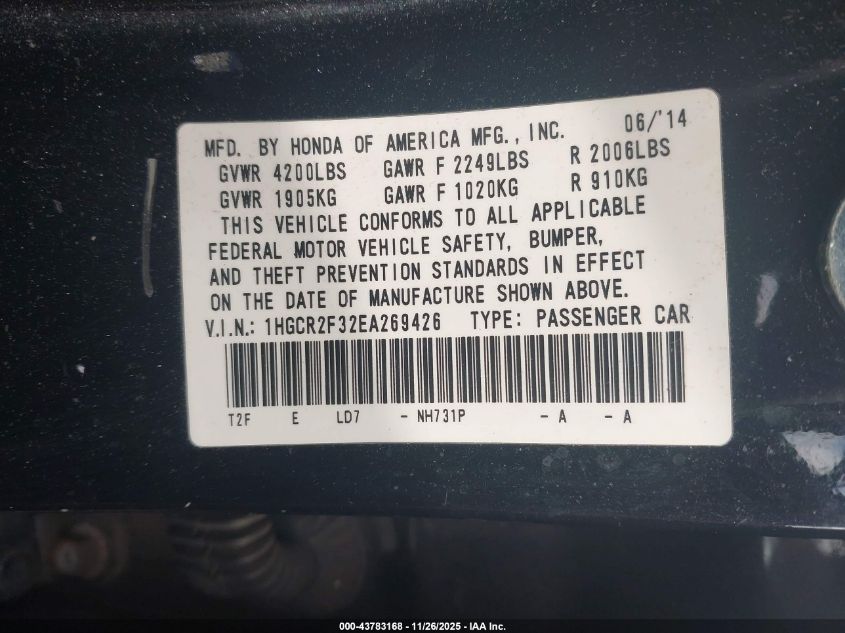 MFD. BY HONDA OF AMERICA MFG., INC. 06/'14
GVWR 4200LBS GAWR F 2249LBS R 2006LBS
GVWR 1905KG GAWR F 1020KG R 910KG
THIS VEHICLE CONFORMS TO ALL APPLICABLE
FEDERAL MOTOR VEHICLE SAFETY, BUMPER,
AND THEFT PREVENTION STANDARDS IN EFFECT
ON THE DATE OF MANUFACTURE SHOWN ABOVE.
V.I.N.: 1HGCR2F32EA269426 TYPE: PASSENGER CAR
T2F E LD7 - NH731P - A - A
000-43783168 - 11/26/2025 - IAA Inc.